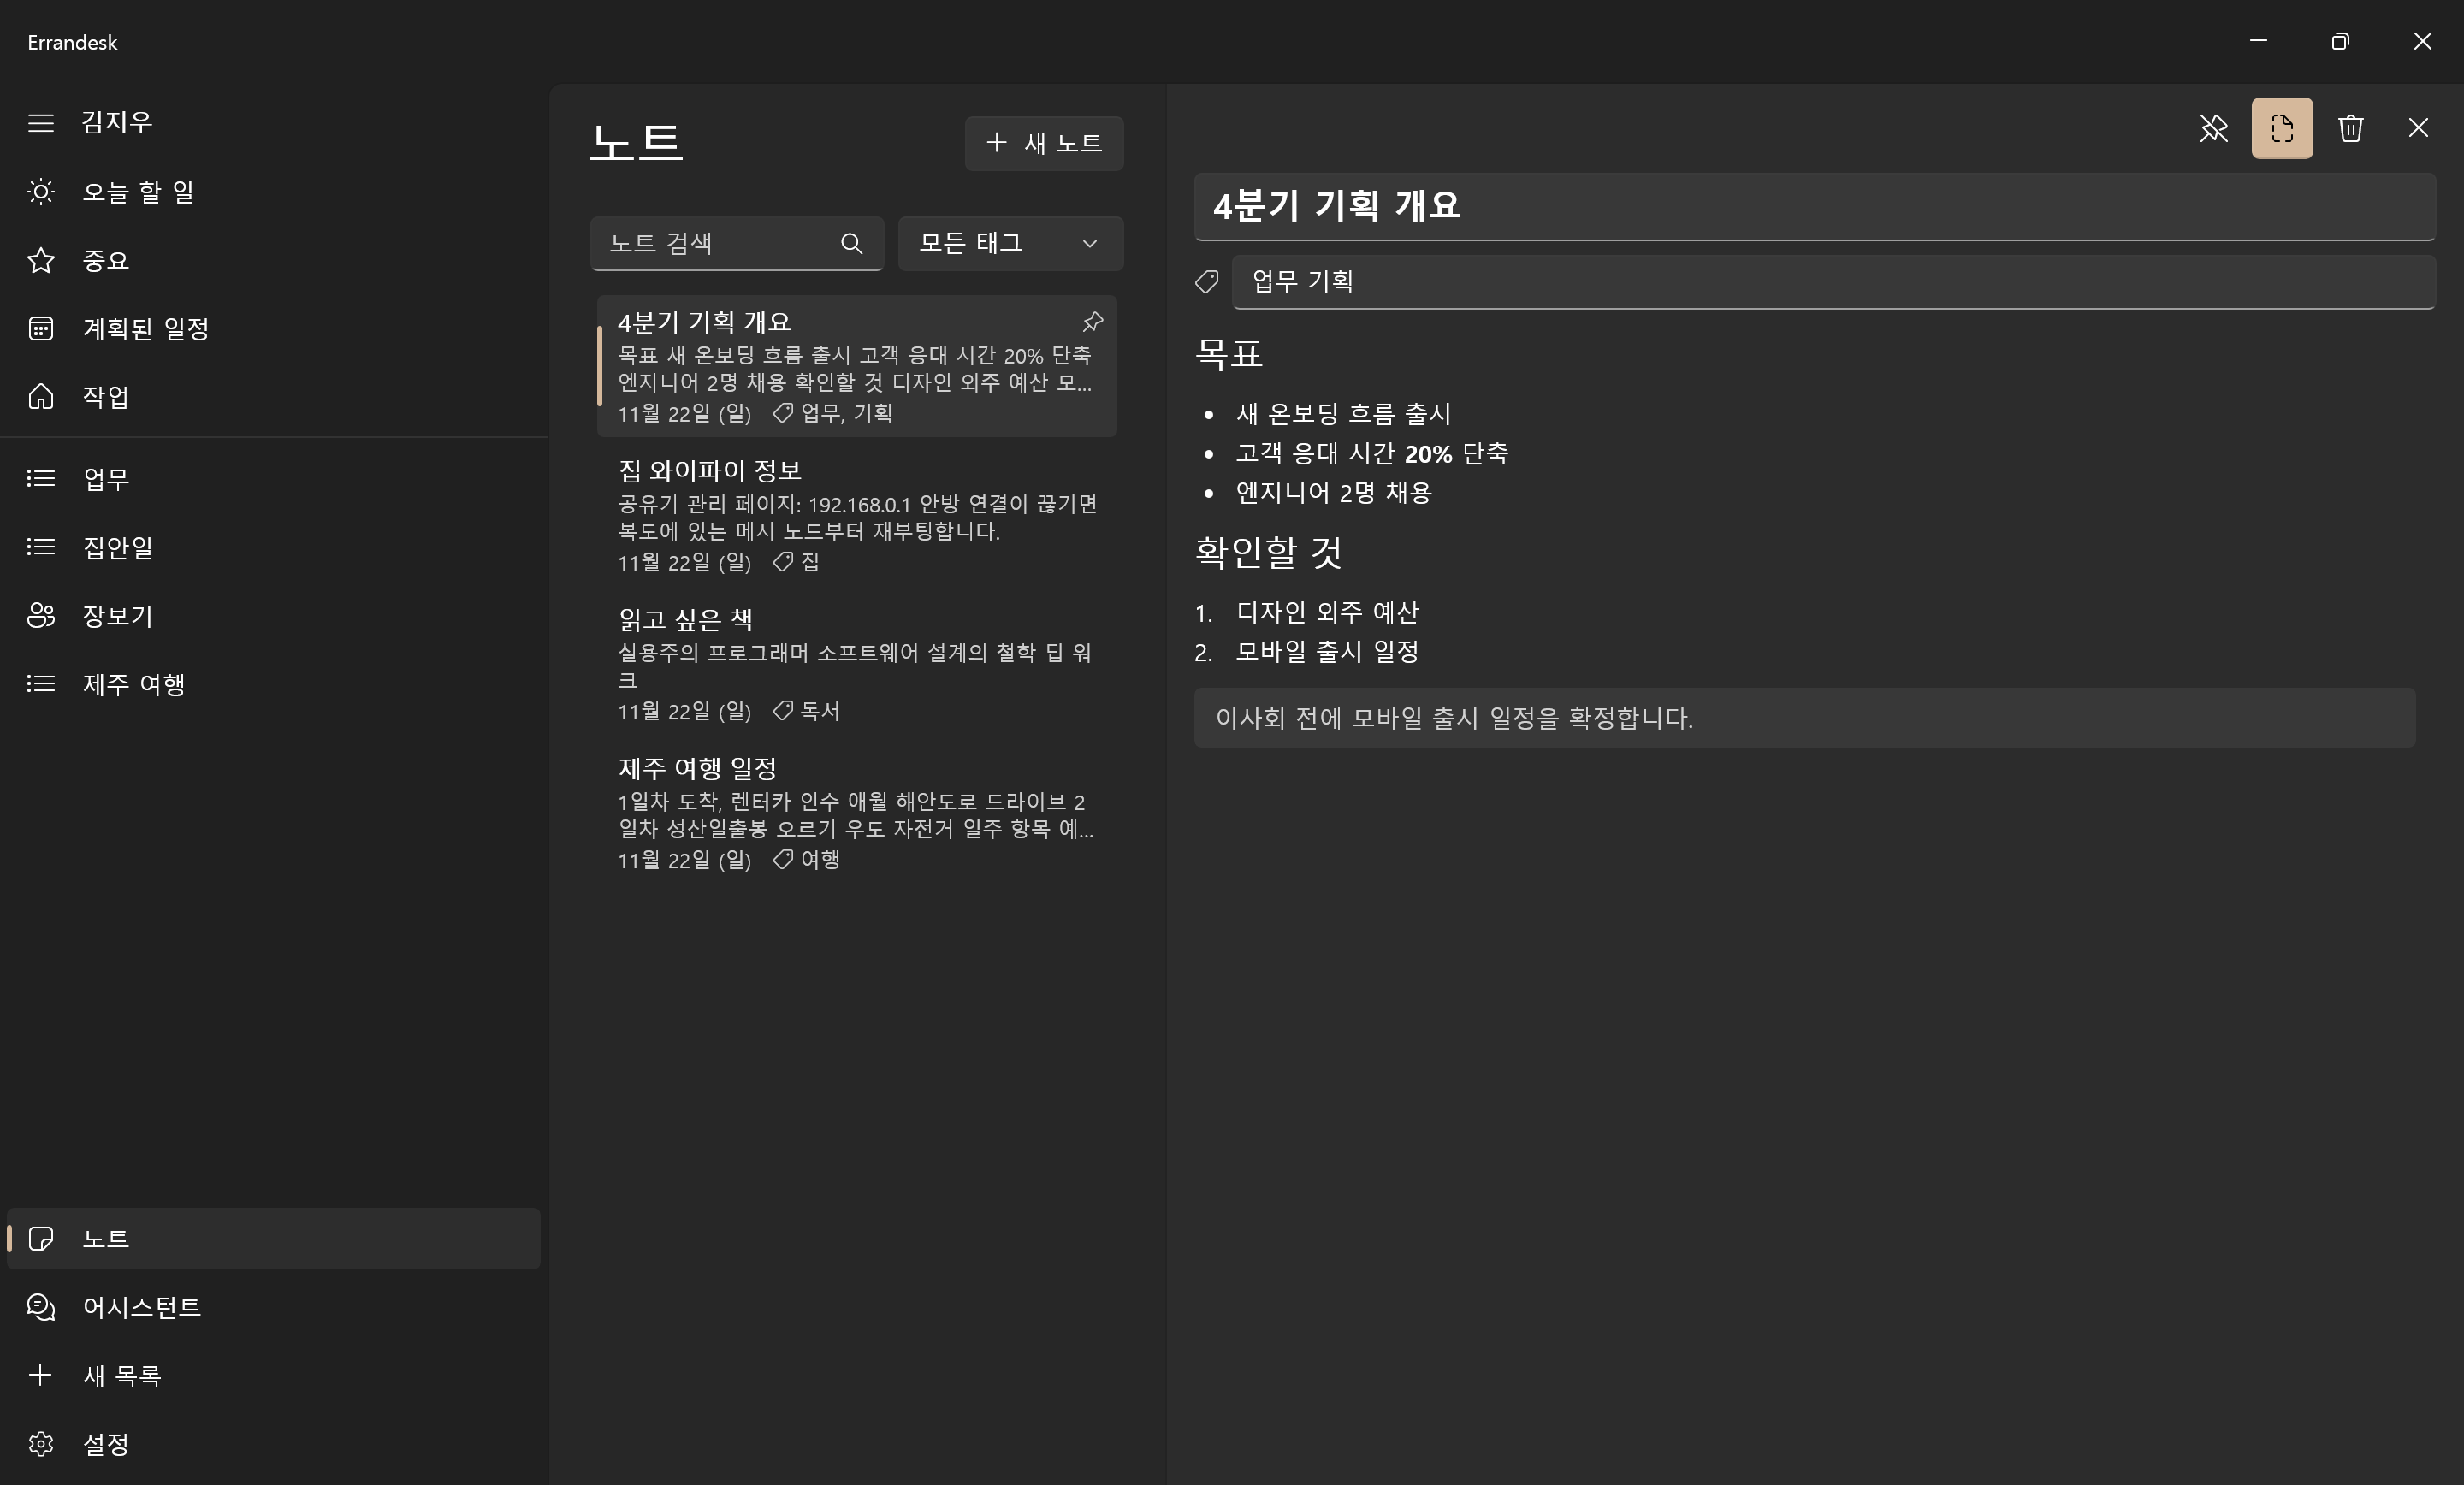 Errandesk
김지우
오늘 할 일
중요
계획된 일정
작업
업무
집안일
장보기
제주 여행
노트
어시스턴트
새 목록
설정
노트
새 노트
노트 검색
모든 태그
4분기 기획 개요
목표 새 온보딩 흐름 출시 고객 응대 시간 20% 단축
엔지니어 2명 채용 확인할 것 디자인 외주 예산 모...
11월 22일 (일) 업무, 기획
집 와이파이 정보
공유기 관리 페이지: 192.168.0.1 안방 연결이 끊기면
복도에 있는 메시 노드부터 재부팅합니다.
11월 22일 (일) 집
읽고 싶은 책
실용주의 프로그래머 소프트웨어 설계의 철학 딥 워
크
11월 22일 (일) 독서
제주 여행 일정
1일차 도착, 렌터카 인수 애월 해안도로 드라이브 2
일차 성산일출봉 오르기 우도 자전거 일주 항목 예...
11월 22일 (일) 여행
4분기 기획 개요
업무 기획
목표
• 새 온보딩 흐름 출시
• 고객 응대 시간 20% 단축
• 엔지니어 2명 채용
확인할 것
1. 디자인 외주 예산
2. 모바일 출시 일정
이사회 전에 모바일 출시 일정을 확정합니다.